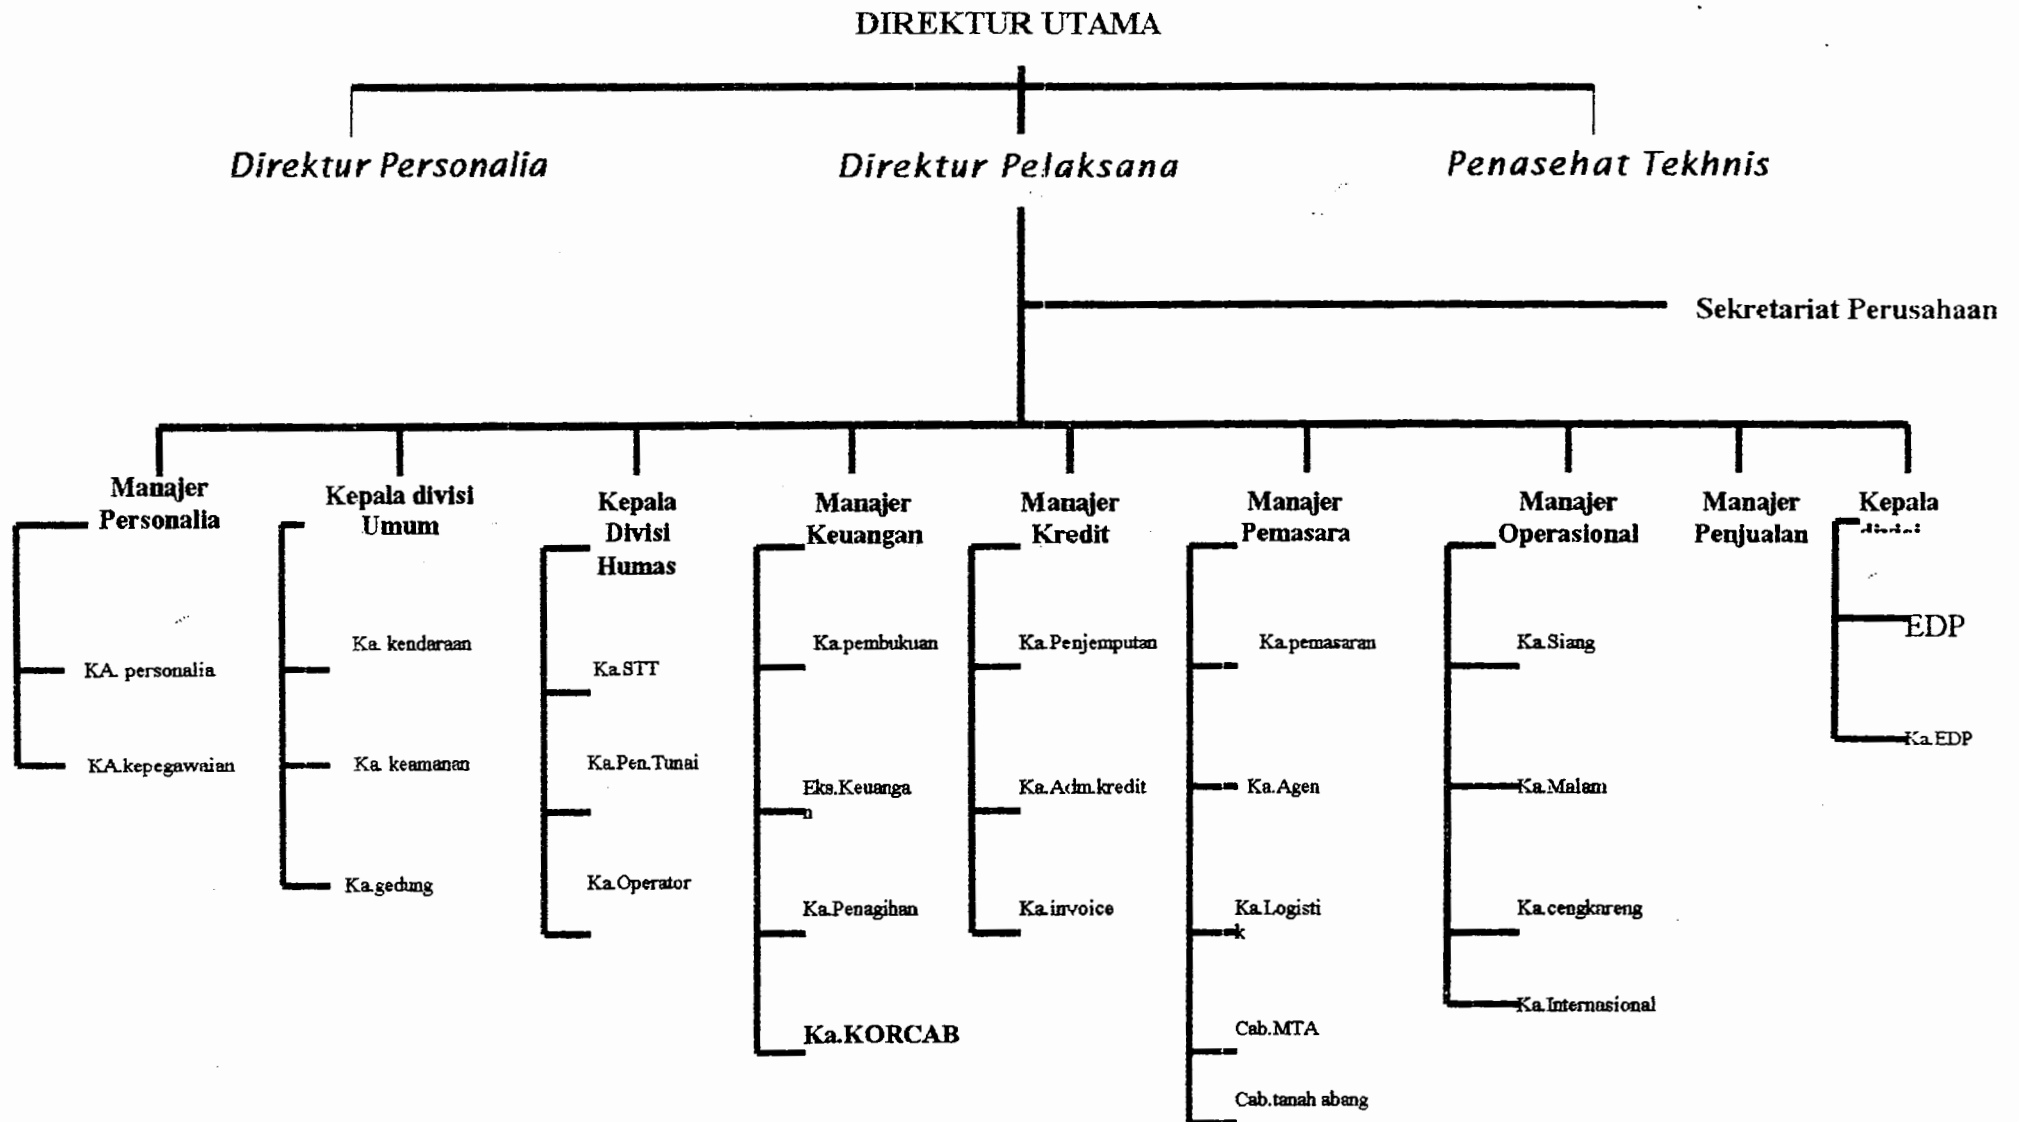 DIREKTUR UTAMA
Direktur Personalia
Direktur Pelaksana
Penasehat Tekhnis
Sekretariat Perusahaan
Manajer
Personalia
KA. personalia
KA.kepegawaian
Kepala divisi
Umum
Ka. kendaraan
Ka. keamanan
Ka.gedung
Kepala
Divisi
Humas
Ka.STT
Ka.Pen.Tunai
Ka.Operator
Manajer
Keuangan
Ka.pembukuan
Eks.Keuanga
n
Ka.Penagihan
Ka.KORCAB
Manajer
Kredit
Ka.Penjemputan
Ka.Adm.kredit
Ka.invoice
Manajer
Pemasara
Ka.pemasaran
Ka.Agen
Ka.Logisti
k
Cab.MTA
Cab.tanah abang
Manajer
Operasional
Ka.Siang
Ka.Malam
Ka.cengkareng
Ka.Internasional
Manajer
Penjualan
Kepala
EDP
Ka.EDP